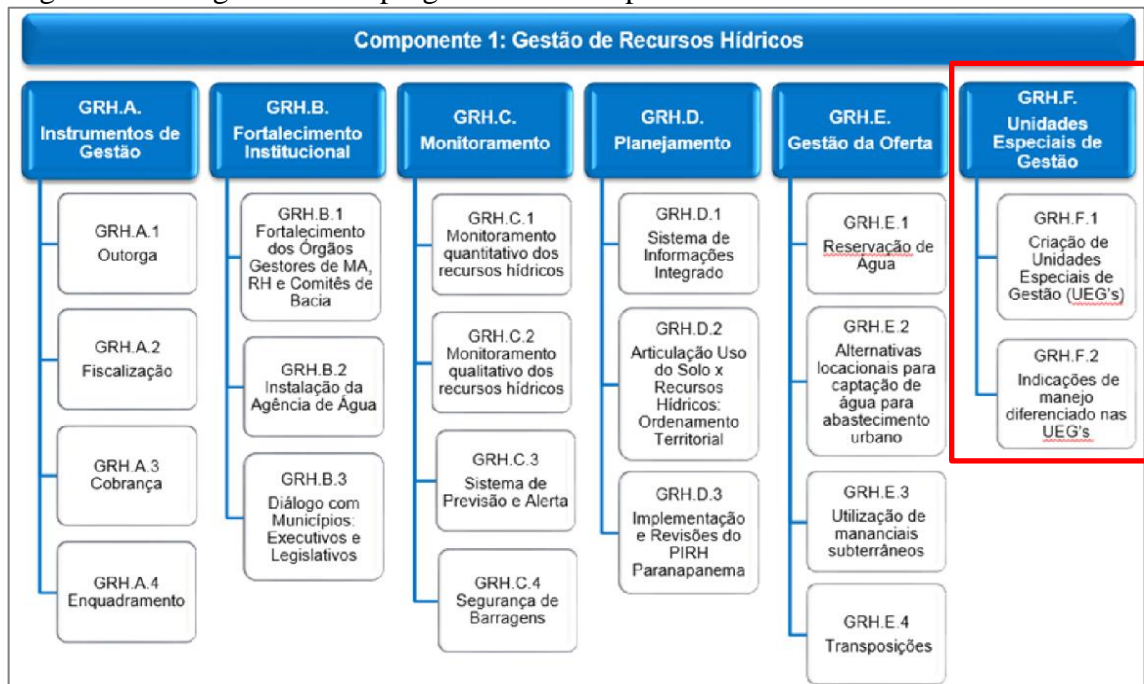 Componente 1: Gestão de Recursos Hídricos
GRH.A.
Instrumentos de
Gestão
GRH.A.1
Outorga
GRH.A.2
Fiscalização
GRH.A.3
Cobrança
GRH.A.4
Enquadramento
GRH.B.
Fortalecimento
Institucional
GRH.B.1
Fortalecimento
dos Órgãos
Gestores de MA,
RH e Comitês de
Bacia
GRH.B.2
Instalação da
Agência de Água
GRH.B.3
Diálogo com
Municípios:
Executivos e
Legislativos
GRH.C.
Monitoramento
GRH.C.1
Monitoramento
quantitativo dos
recursos hídricos
GRH.C.2
Monitoramento
qualitativo dos
recursos hídricos
GRH.C.3
Sistema de
Previsão e Alerta
GRH.C.4
Segurança de
Barragens
GRH.D.
Planejamento
GRH.D.1
Sistema de
Informações
Integrado
GRH.D.2
Articulação Uso
do Solo x
Recursos
Hídricos:
Ordenamento
Territorial
GRH.D.3
Implementação
e Revisões do
PIRH
Paranapanema
GRH.E.
Gestão da Oferta
GRH.E.1
Reservação de
Água
GRH.E.2
Alternativas
locacionais para
captação de
água para
abastecimento
urbano
GRH.E.3
Utilização de
mananciais
subterrâneos
GRH.E.4
Transposições
GRH.F.
Unidades
Especiais de
Gestão
GRH.F.1
Criação de
Unidades
Especiais de
Gestão (UEG's)
GRH.F.2
Indicações de
manejo
diferenciado nas
UEG's